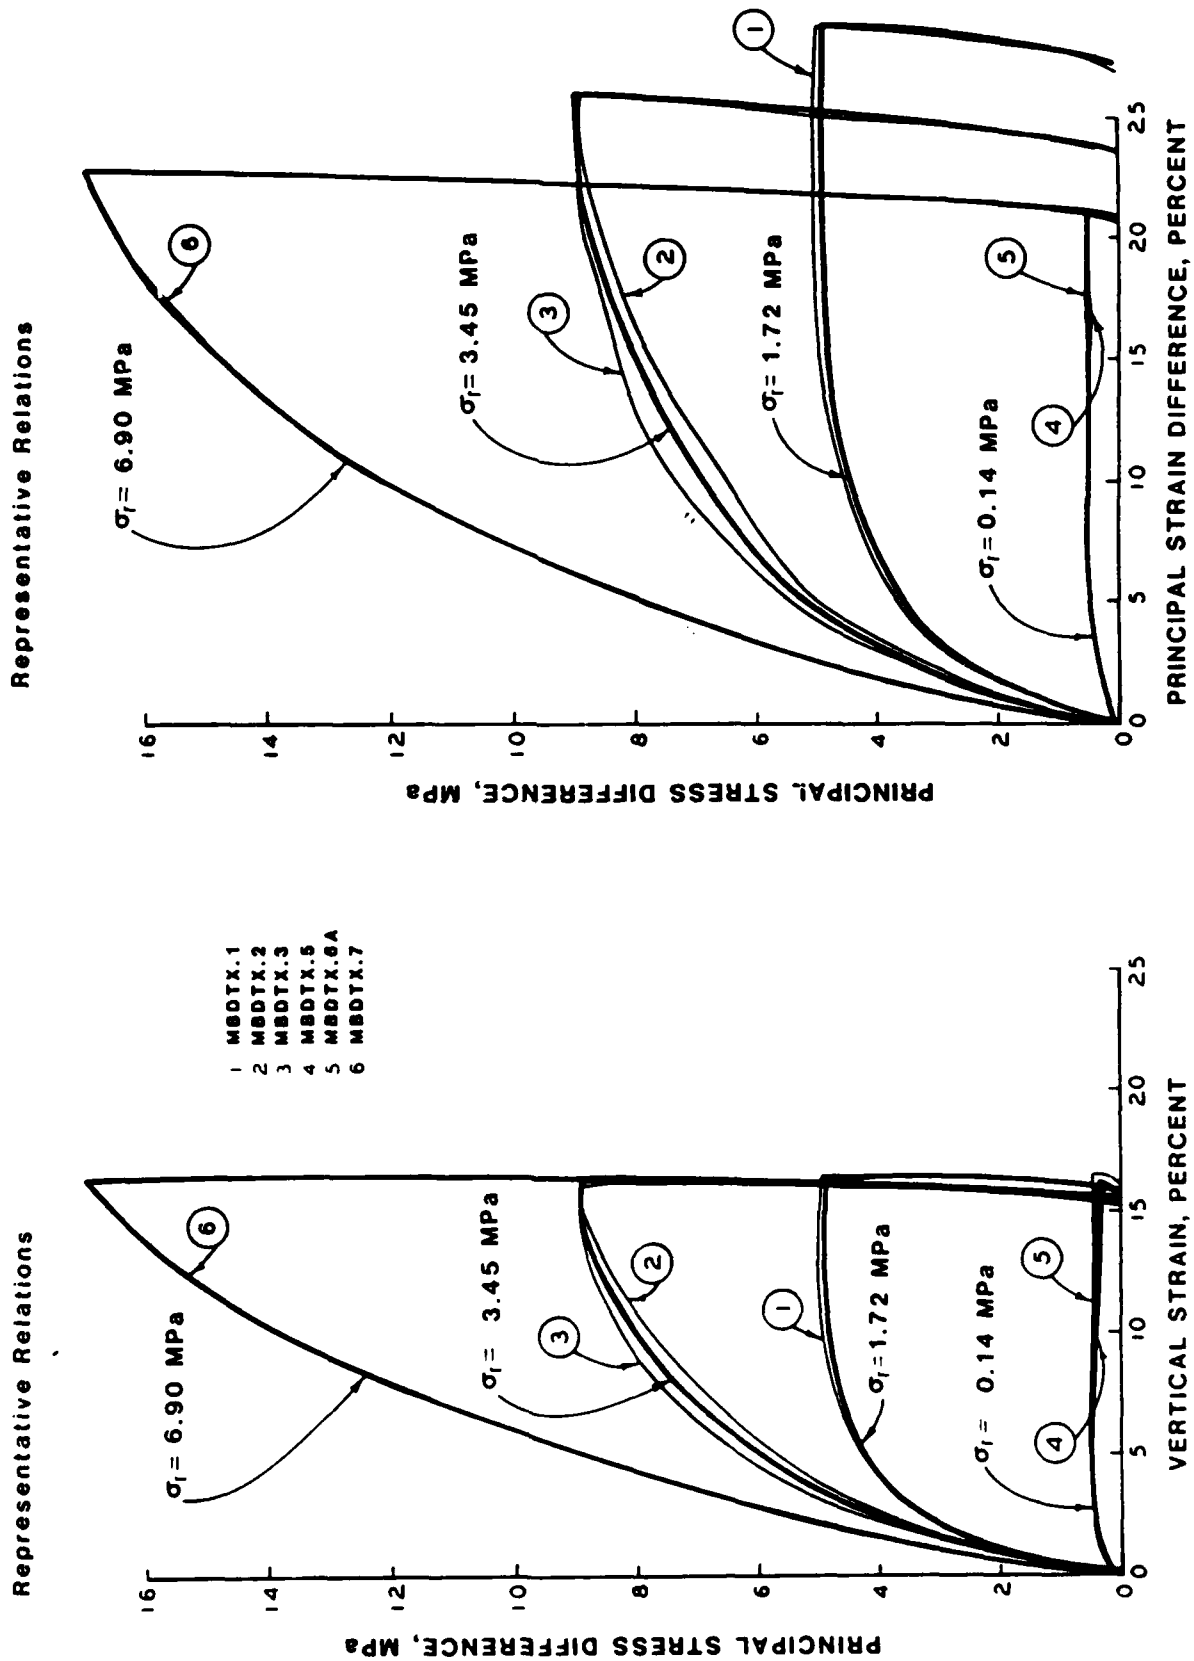 Representative Relations
σr = 6.90 MPa
6
σr = 3.45 MPa
3
2
1
σr = 1.72 MPa
σr = 0.14 MPa
4
5
16
14
12
10
8
6
4
2
0
5
10
15
20
25
PRINCIPAL STRESS DIFFERENCE, MPa
VERTICAL STRAIN, PERCENT
1 MBDTX.1
2 MBDTX.2
3 MBDTX.3
4 MBDTX.5
5 MBDTX.6A
6 MBDTX.7
Representative Relations
σr = 6.90 MPa
6
σr = 3.45 MPa
3
2
1
σr = 1.72 MPa
σr = 0.14 MPa
4
5
16
14
12
10
8
6
4
2
0
5
10
15
20
25
PRINCIPAL STRESS DIFFERENCE, MPa
PRINCIPAL STRAIN DIFFERENCE, PERCENT